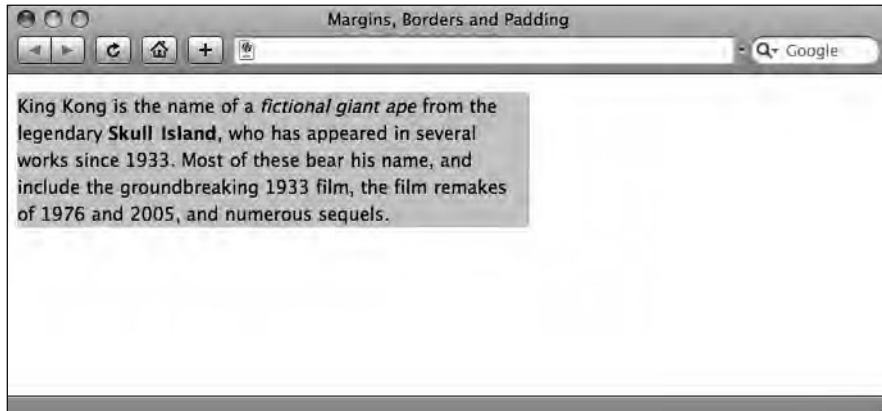 Margins, Borders and Padding
Google
King Kong is the name of a fictional giant ape from the
legendary Skull Island, who has appeared in several
works since 1933. Most of these bear his name, and
include the groundbreaking 1933 film, the film remakes
of 1976 and 2005, and numerous sequels.